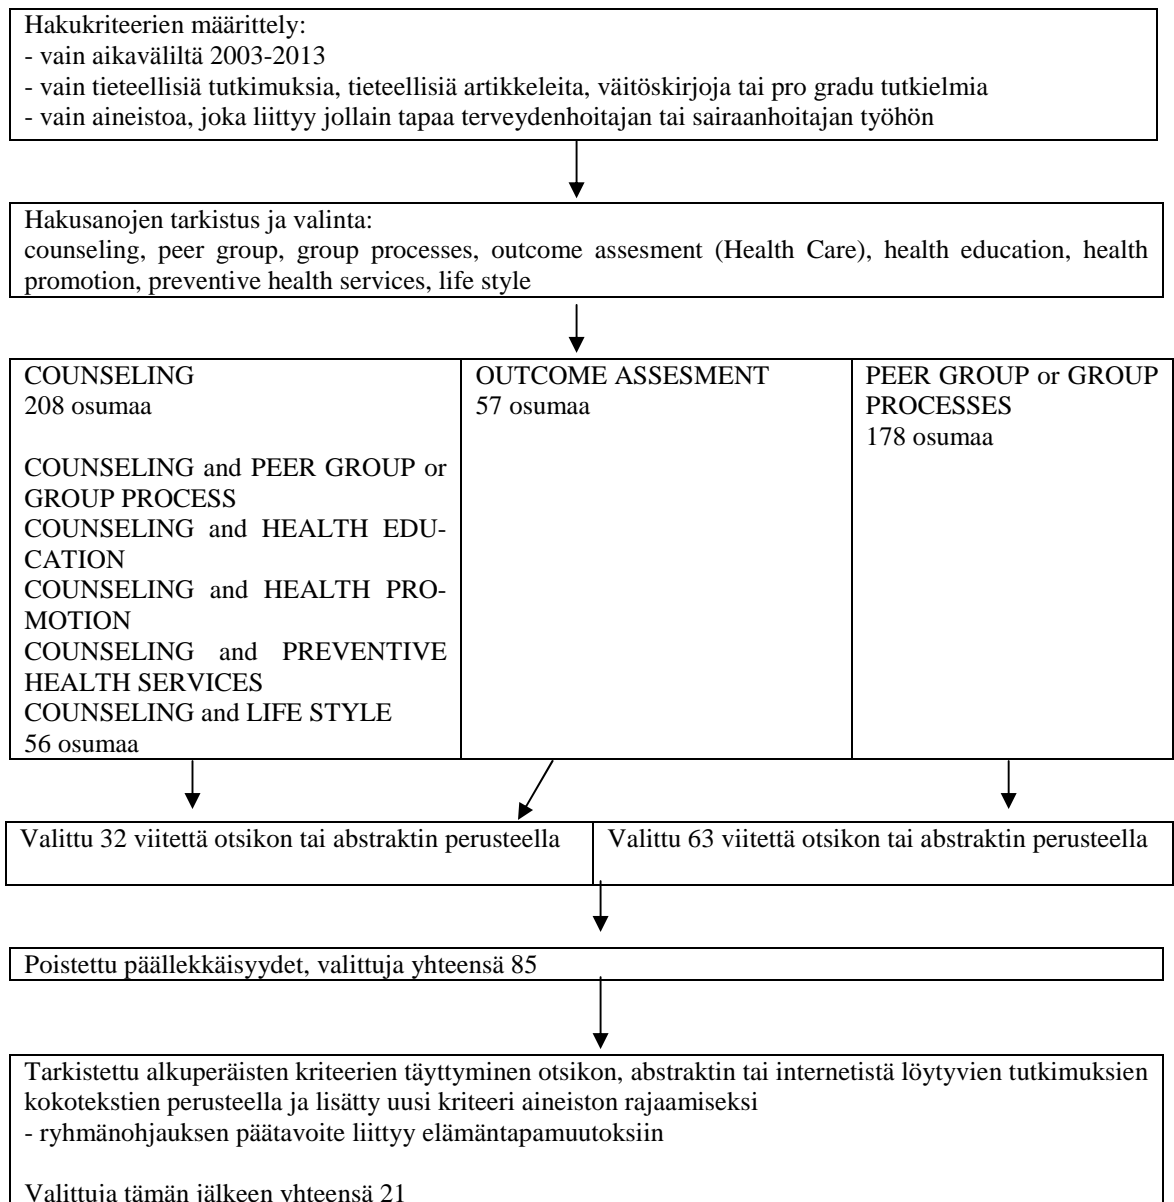 Hakukriteerien määrittely:
- vain aikaväliltä 2003-2013
- vain tieteellisiä tutkimuksia, tieteellisiä artikkeleita, väitöskirjoja tai pro gradu tutkielmia
- vain aineistoa, joka liittyy jollain tapaa terveydenhoitajan tai sairaanhoitajan työhön
Hakusanojen tarkistus ja valinta:
counseling, peer group, group processes, outcome assesment (Health Care), health education, health
promotion, preventive health services, life style
COUNSELING
208 osumaa
COUNSELING and PEER GROUP or
GROUP PROCESS
COUNSELING and HEALTH EDU-
CATION
COUNSELING and HEALTH PRO-
MOTION
COUNSELING and PREVENTIVE
HEALTH SERVICES
COUNSELING and LIFE STYLE
56 osumaa
OUTCOME ASSESMENT
57 osumaa
PEER GROUP or GROUP
PROCESSES
178 osumaa
Valittu 32 viitettä otsikon tai abstraktin perusteella
Valittu 63 viitettä otsikon tai abstraktin perusteella
Poistettu päällekkäisyydet, valittuja yhteensä 85
Tarkistettu alkuperäisten kriteerien täyttyminen otsikon, abstraktin tai internetistä löytyvien tutkimuksien
kokotekstien perusteella ja lisätty uusi kriteeri aineiston rajaamiseksi
- ryhmänohjauksen päätavoite liittyy elämäntapamuutoksiin
Valittuja tämän jälkeen yhteensä 21